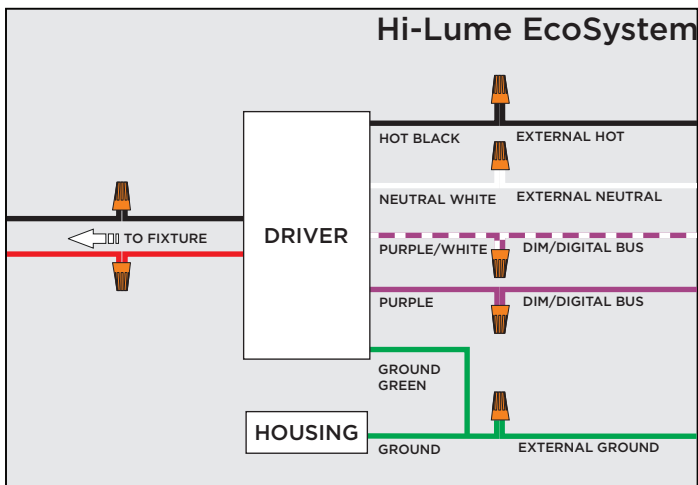 Hi-Lume EcoSystem
HOT BLACK
EXTERNAL HOT
NEUTRAL WHITE
EXTERNAL NEUTRAL
TO FIXTURE
DRIVER
PURPLE/WHITE
DIM/DIGITAL BUS
PURPLE
DIM/DIGITAL BUS
GROUND
GREEN
HOUSING
GROUND
EXTERNAL GROUND